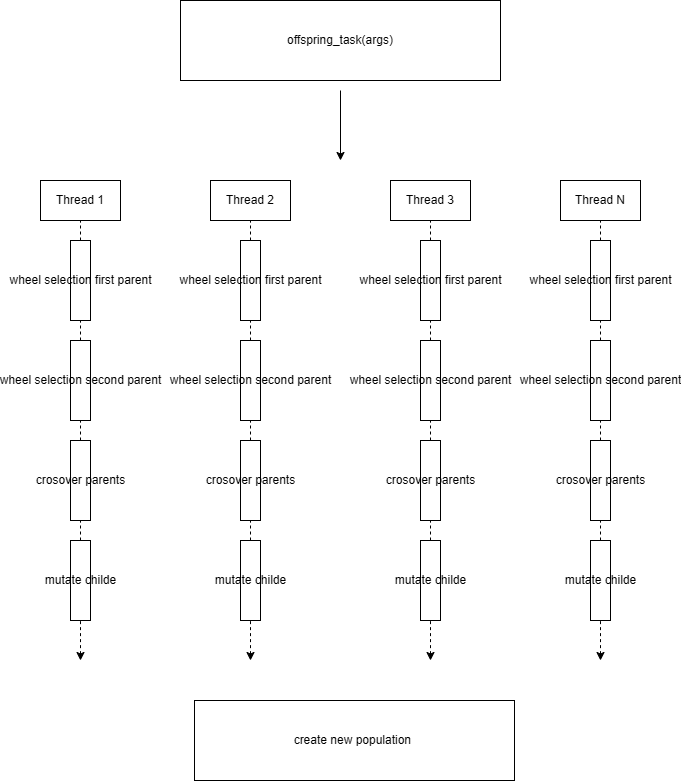 offspring_task(args)
Thread 1
Thread 2
Thread 3
Thread N
wheel selection first parent
wheel selection first parent
wheel selection first parent
wheel selection first parent
wheel selection second parent
wheel selection second parent
wheel selection second parent
wheel selection second parent
crosover parents
crosover parents
crosover parents
crosover parents
mutate childe
mutate childe
mutate childe
mutate childe
create new population